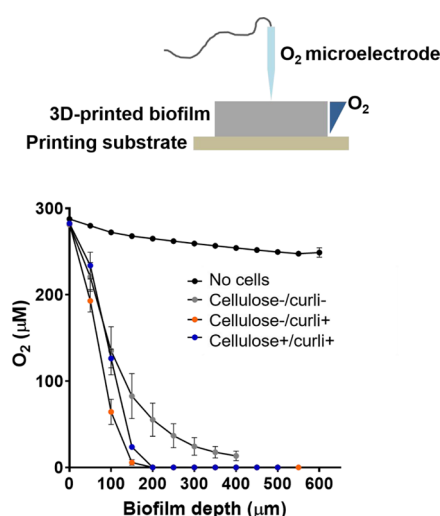 O2 microelectrode
3D-printed biofilm
O2
Printing substrate
300
200
100
0
O2 (μM)
No cells
Cellulose-/curli-
Cellulose-/curli+
Cellulose+/curli+
0 100 200 300 400 500 600
Biofilm depth (μm)